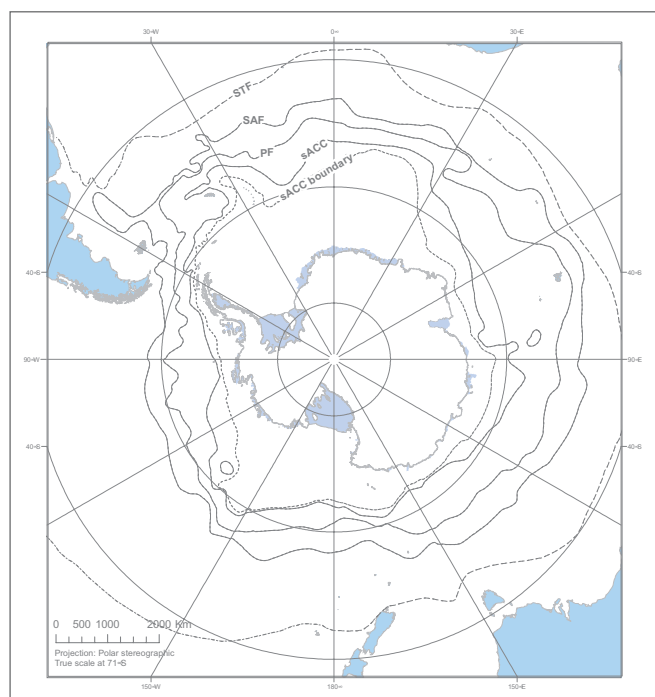 30◦W
0◦
30◦E
STF
SAF
PF
sACC
sACC boundary
40◦S
40◦S
90◦W
90◦E
40◦S
40◦S
0 500 1000 2000 Km
Projection: Polar stereographic
True scale at 71◦S
150◦W
180◦
150◦E